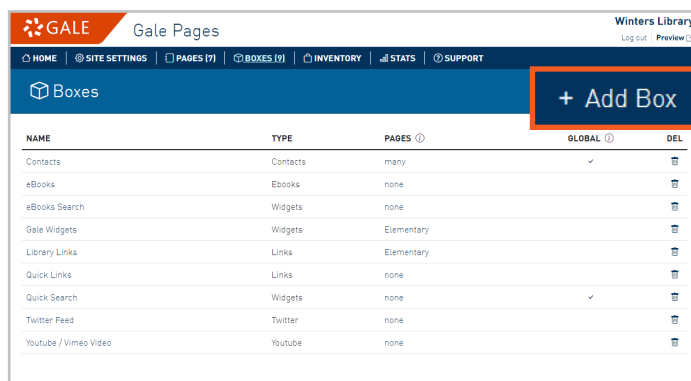 GALE Gale Pages Winters Library
Log out Preview
HOME SITE SETTINGS PAGES (7) BOXES (9) INVENTORY STATS SUPPORT
Boxes + Add Box
NAME TYPE PAGES GLOBAL DEL
Contacts Contacts many
eBooks Ebooks none
eBooks Search Widgets none
Gale Widgets Widgets Elementary
Library Links Links Elementary
Quick Links Links none
Quick Search Widgets none
Twitter Feed Twitter none
Youtube / Vimeo Video Youtube none